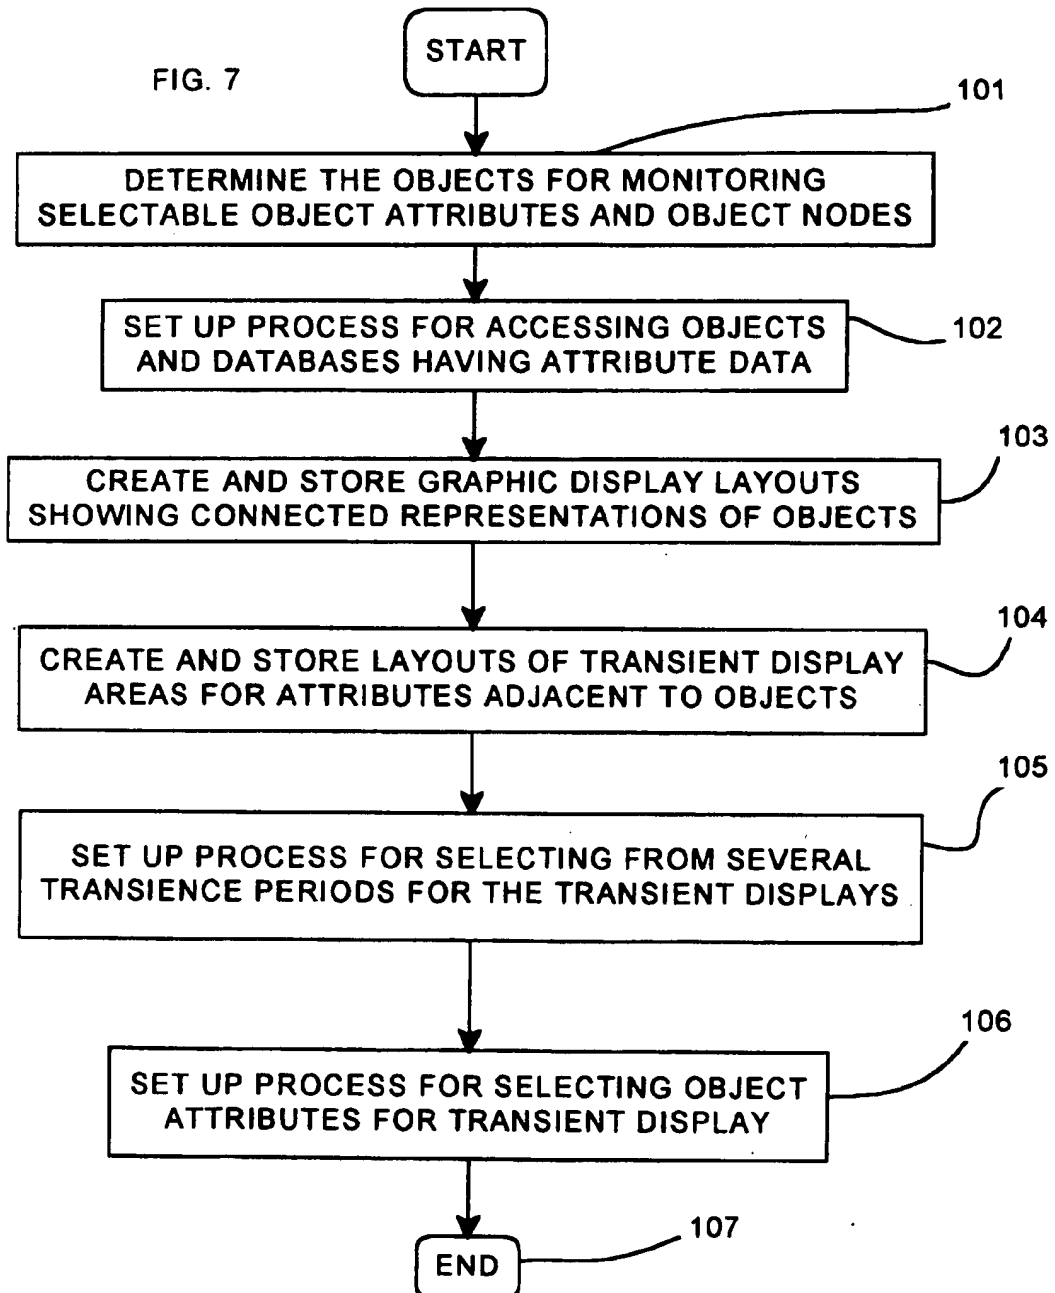 START
FIG. 7
101
DETERMINE THE OBJECTS FOR MONITORING
SELECTABLE OBJECT ATTRIBUTES AND OBJECT NODES
SET UP PROCESS FOR ACCESSING OBJECTS
AND DATABASES HAVING ATTRIBUTE DATA
102
103
CREATE AND STORE GRAPHIC DISPLAY LAYOUTS
SHOWING CONNECTED REPRESENTATIONS OF OBJECTS
104
CREATE AND STORE LAYOUTS OF TRANSIENT DISPLAY
AREAS FOR ATTRIBUTES ADJACENT TO OBJECTS
105
SET UP PROCESS FOR SELECTING FROM SEVERAL
TRANSIENCE PERIODS FOR THE TRANSIENT DISPLAYS
106
SET UP PROCESS FOR SELECTING OBJECT
ATTRIBUTES FOR TRANSIENT DISPLAY
107
END